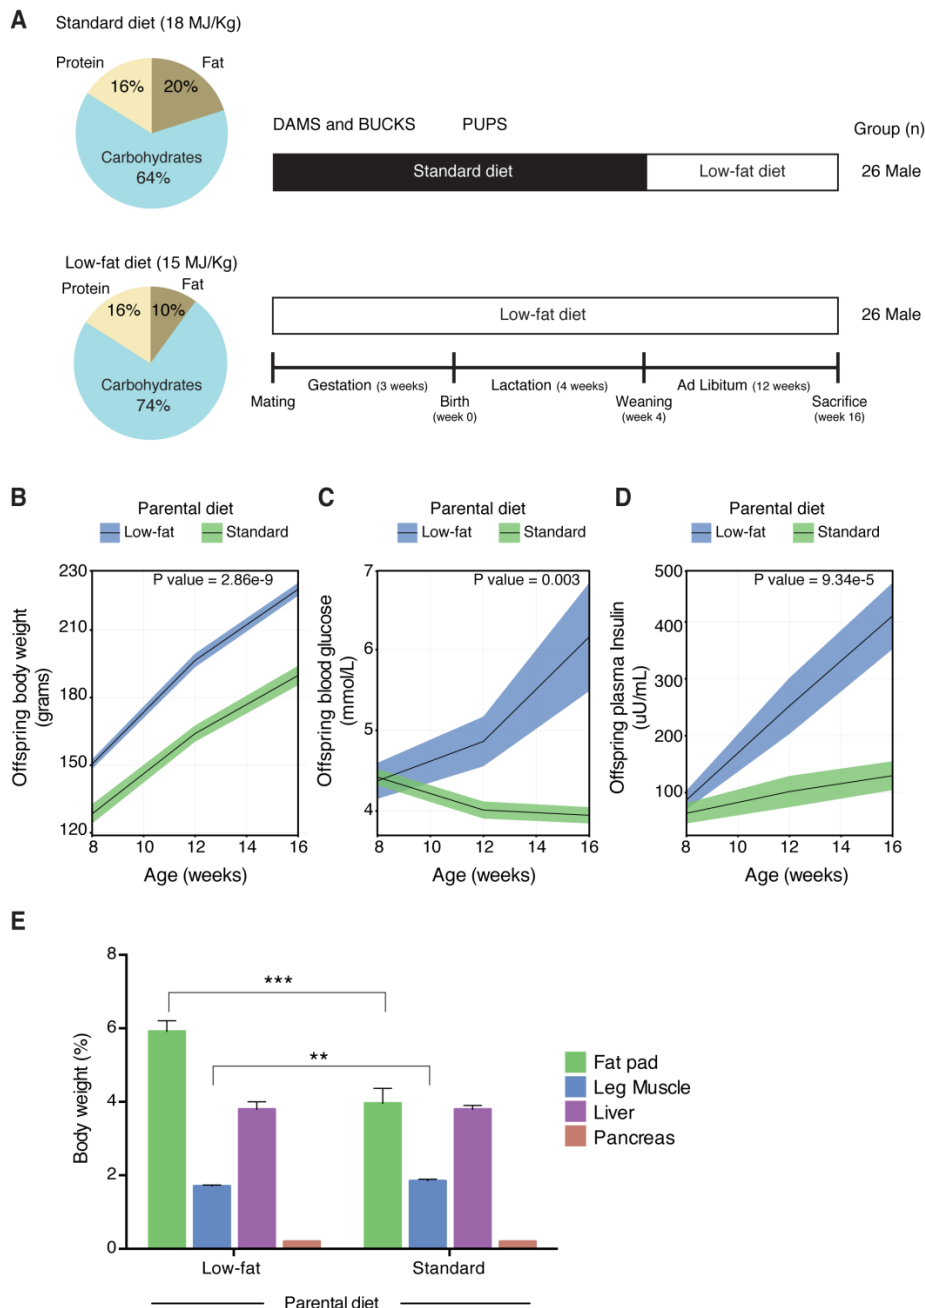 A
Standard diet (18 MJ/Kg)
Protein
Fat
16%
20%
Carbohydrates
64%
DAMS and BUCKS
PUPS
Group (n)
Standard diet
Low-fat diet
26 Male
Low-fat diet (15 MJ/Kg)
Protein
Fat
16%
10%
Carbohydrates
74%
Low-fat diet
26 Male
Gestation (3 weeks)
Lactation (4 weeks)
Ad Libitum (12 weeks)
Mating
Birth
(week 0)
Weaning
(week 4)
Sacrifice
(week 16)
B
Parental diet
Low-fat
Standard
P value = 2.86e-9
Offspring body weight
(grams)
230
210
180
150
120
8
10
12
14
16
Age (weeks)
C
Parental diet
Low-fat
Standard
P value = 0.003
Offspring blood glucose
(mmol/L)
7
6
5
4
8
10
12
14
16
Age (weeks)
D
Parental diet
Low-fat
Standard
P value = 9.34e-5
Offspring plasma Insulin
(uU/mL)
500
400
300
200
100
8
10
12
14
16
Age (weeks)
E
Body weight (%)
8
6
4
2
0
***
**
Fat pad
Leg Muscle
Liver
Pancreas
Low-fat
Standard
Parental diet